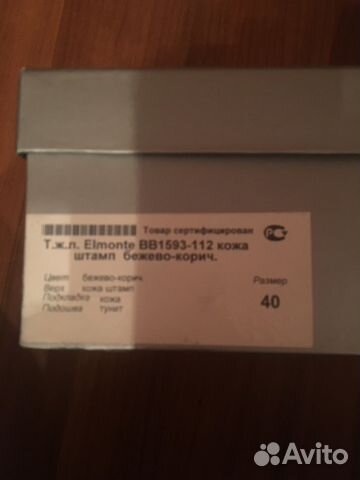 Товар сертифицирован
Т.ж.л. Elmonte BB1593-112 кожа
штамп бежево-корич.
Цвет бежево-корич. Размер
Верх кожа штамп
Подкладка кожа 40
Подошва тунит
Avito